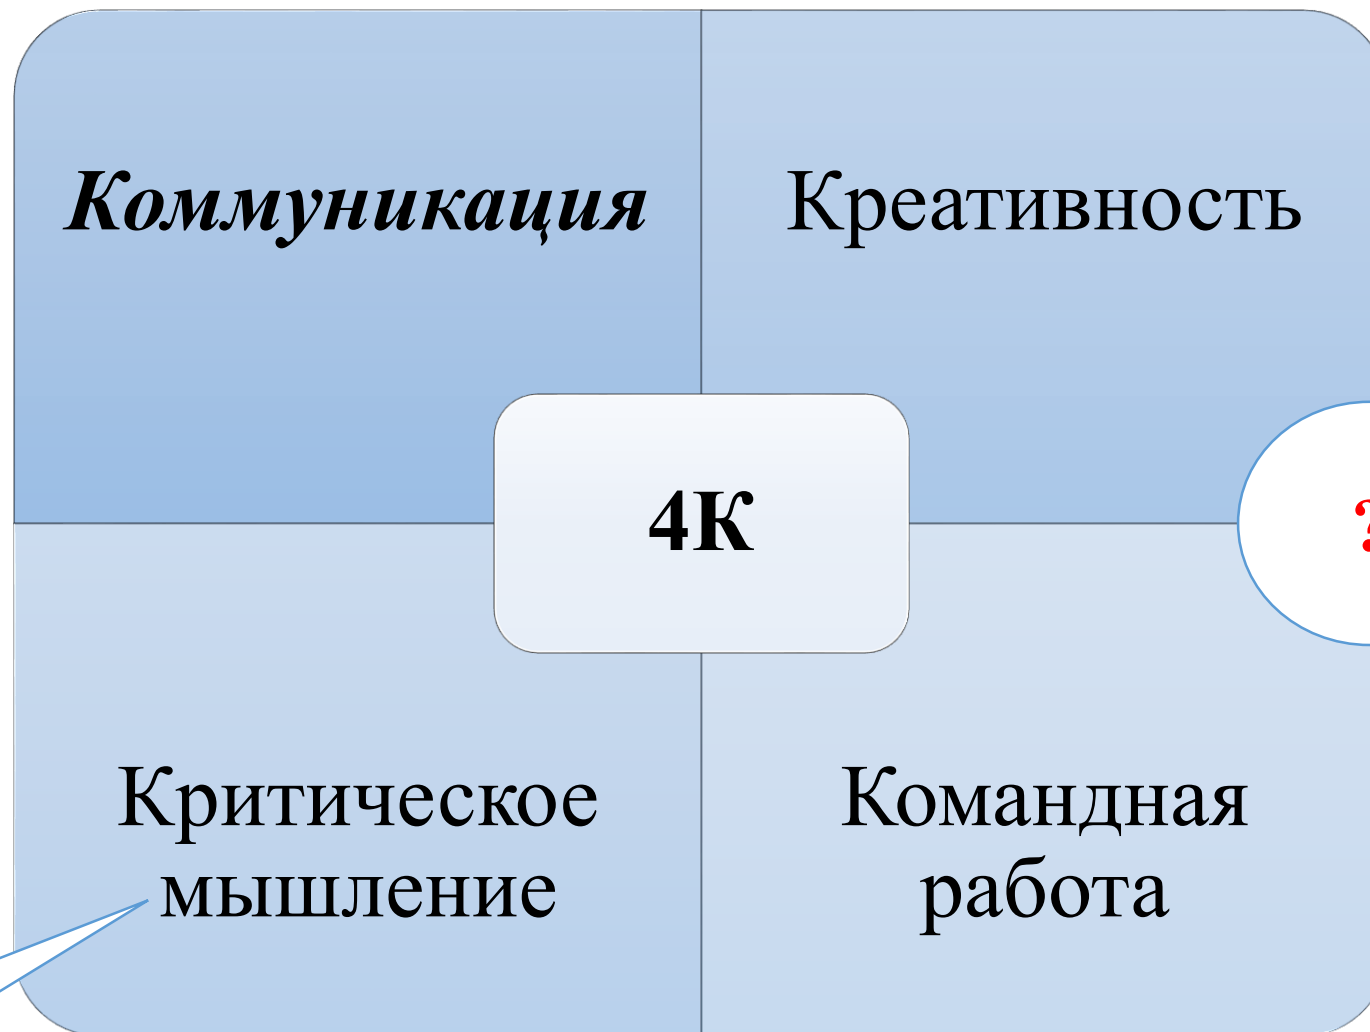 Коммуникация
Креативность
4К
?
Критическое
мышление
Командная
работа